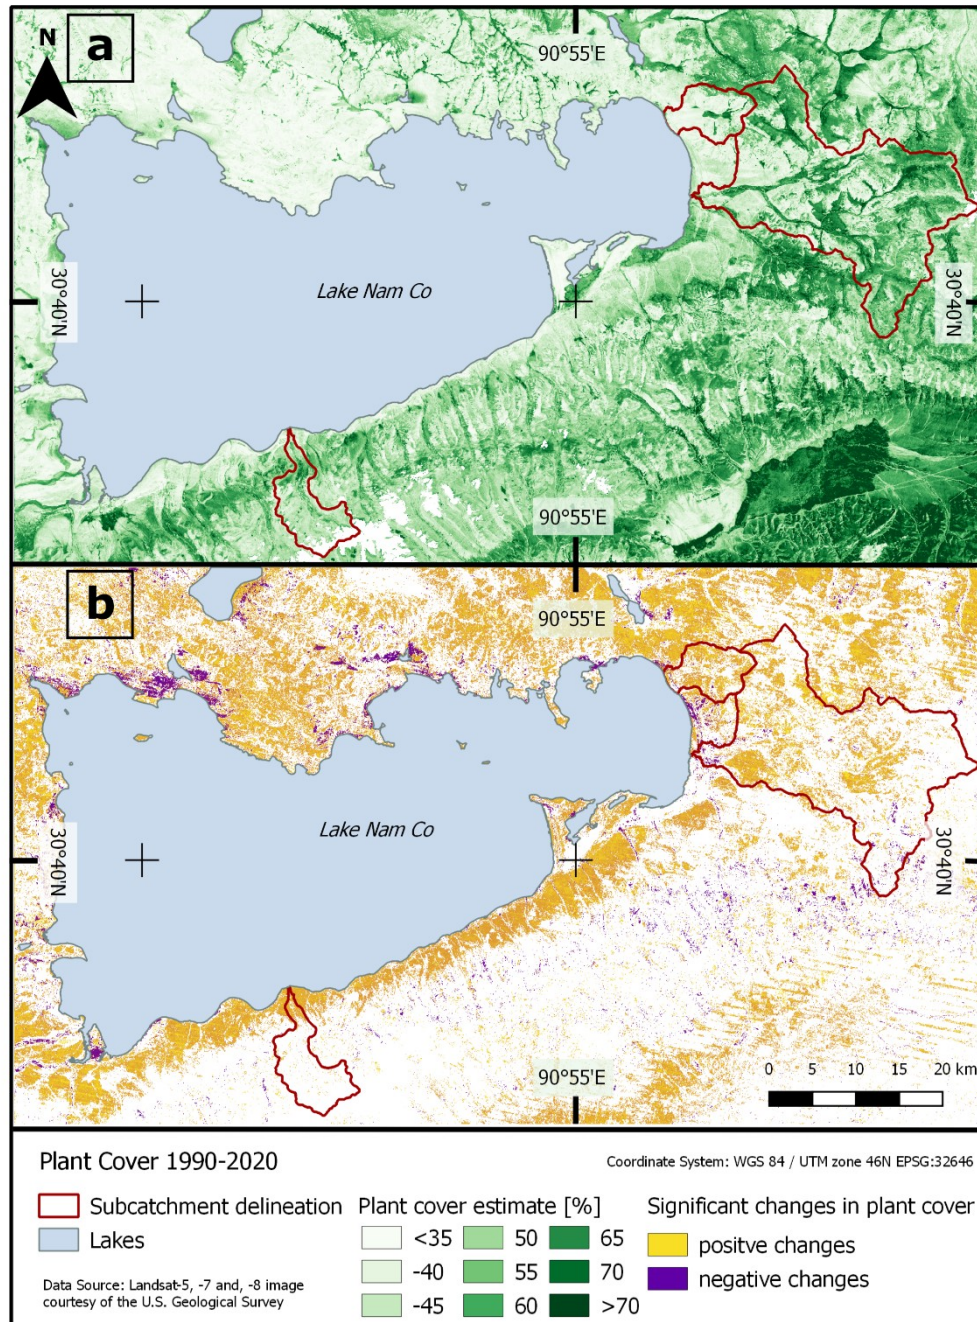 N
a
90°55'E
30°40'N
Lake Nam Co
30°40'N
90°55'E
b
90°55'E
Lake Nam Co
30°40'N
30°40'N
90°55'E
0 5 10 15 20 km
Plant Cover 1990-2020
Coordinate System: WGS 84 / UTM zone 46N EPSG:32646
Subcatchment delineation
Lakes
Data Source: Landsat-5, -7 and, -8 image
courtesy of the U.S. Geological Survey
Plant cover estimate [%]
<35 50 65
-40 55 70
-45 60 >70
Significant changes in plant cover
positve changes
negative changes